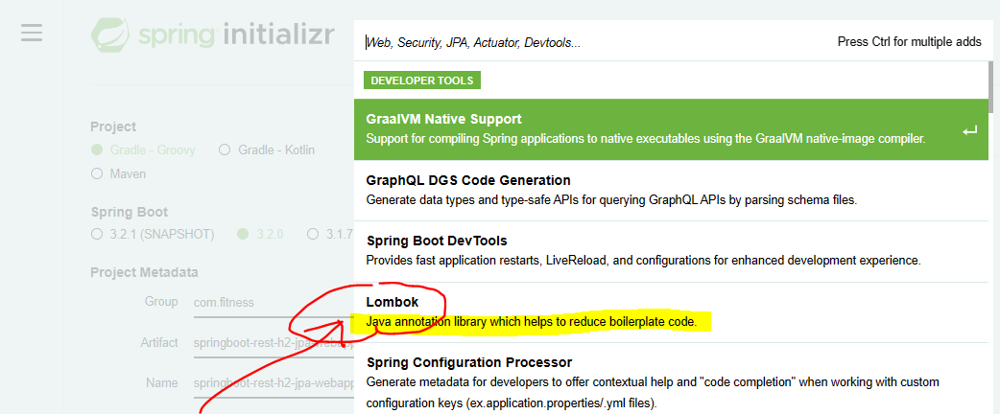 spring initializr
Web, Security, JPA, Actuator, Devtools...
Press Ctrl for multiple adds
DEVELOPER TOOLS
GraalVM Native Support
Support for compiling Spring applications to native executables using the GraalVM native-image compiler.
Project
Gradle - Groovy
Gradle - Kotlin
Maven
GraphQL DGS Code Generation
Generate data types and type-safe APIs for querying GraphQL APIs by parsing schema files.
Spring Boot
3.2.1 (SNAPSHOT)
3.2.0
3.1.7
Spring Boot DevTools
Provides fast application restarts, LiveReload, and configurations for enhanced development experience.
Project Metadata
Group
com.fitness
Lombok
Java annotation library which helps to reduce boilerplate code.
Artifact
springboot-rest-h2-jpa-webapp
Name
springboot-rest-h2-jpa-webapp
Spring Configuration Processor
Generate metadata for developers to offer contextual help and "code completion" when working with custom
configuration keys (ex.application.properties/.yml files).